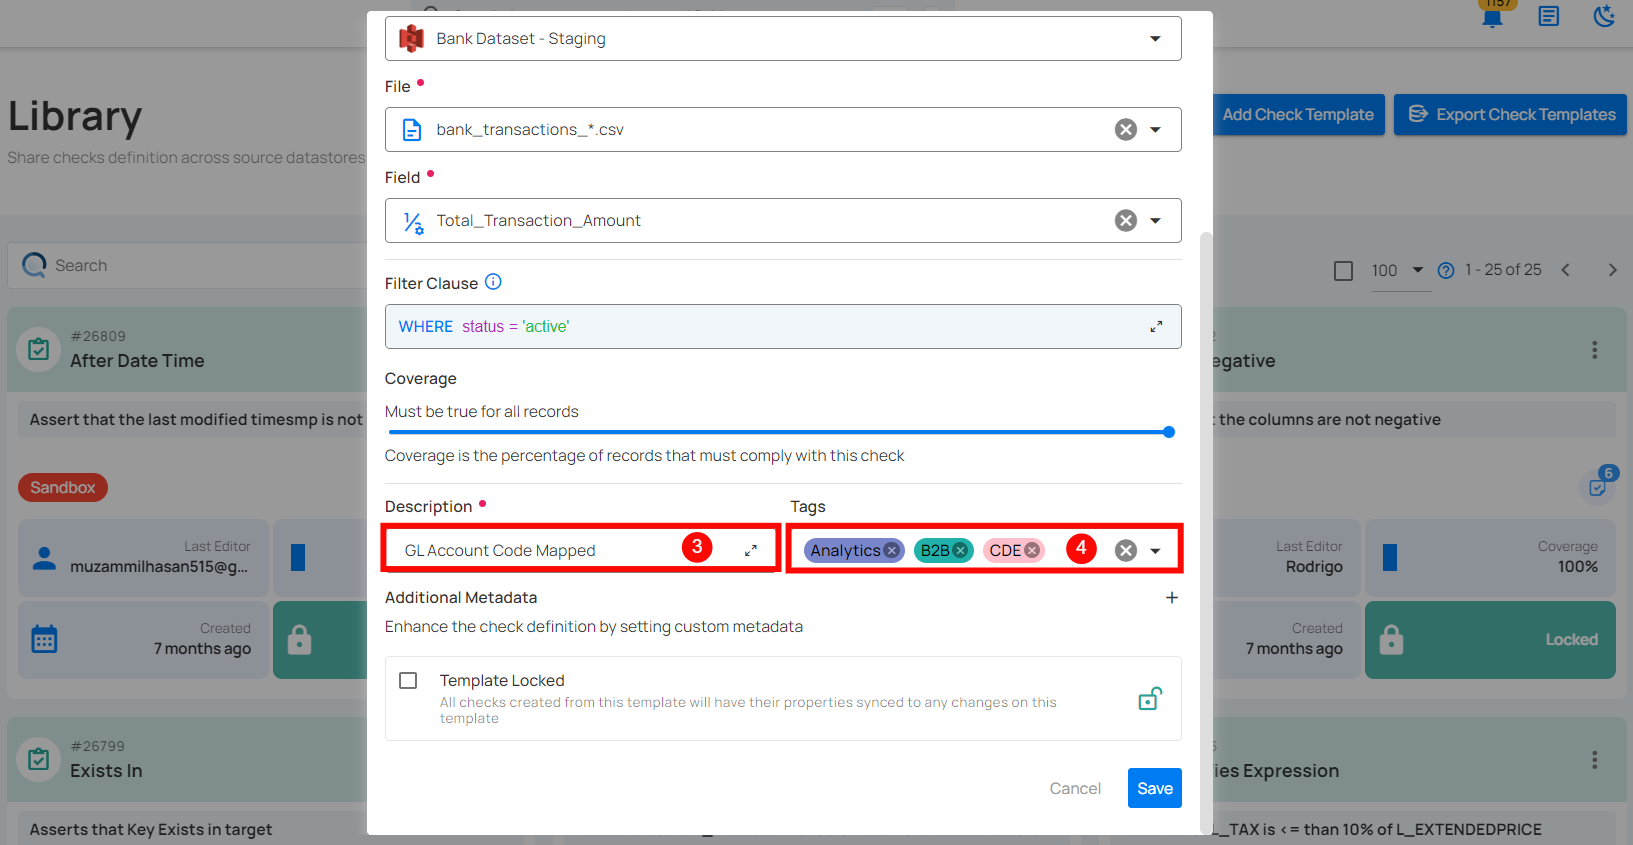 1157
Library
Share checks definition across source datastores
Add Check Template
Export Check Templates
Search
100
1 - 25 of 25
#26809
After Date Time
Assert that the last modified timesmp is not
Sandbox
Last Editor
muzammilhasan515@g...
Created
7 months ago
#26799
Exists In
Asserts that Key Exists in target
Bank Dataset - Staging
File
bank_transactions_*.csv
Field
Total_Transaction_Amount
Filter Clause
WHERE status = 'active'
Coverage
Must be true for all records
Coverage is the percentage of records that must comply with this check
Description
GL Account Code Mapped
3
Tags
Analytics B2B CDE
4
Additional Metadata
Enhance the check definition by setting custom metadata
Template Locked
All checks created from this template will have their properties synced to any changes on this
template
Cancel
Save
egative
the columns are not negative
6
Last Editor
Rodrigo
Coverage
100%
Created
7 months ago
Locked
ies Expression
L_TAX is <= than 10% of L_EXTENDEDPRICE